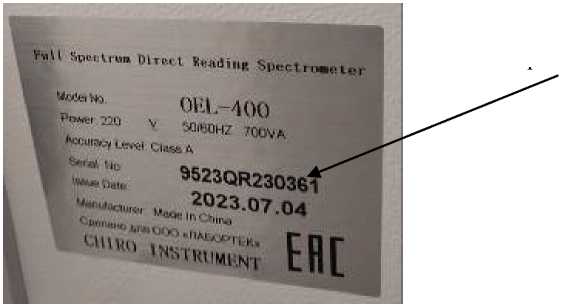 Full Spectrum Direct Reading Spectrometer
Model No. OEL-400
Power: 220 V 50/60HZ 700VA
Accuracy Level: Class A
Serial No: 9523QR230361
Issue Date: 2023.07.04
Manufacturer: Made In China
Сделано для ООО «ЛАБОРТЕК»
CHIRO INSTRUMENT EAC